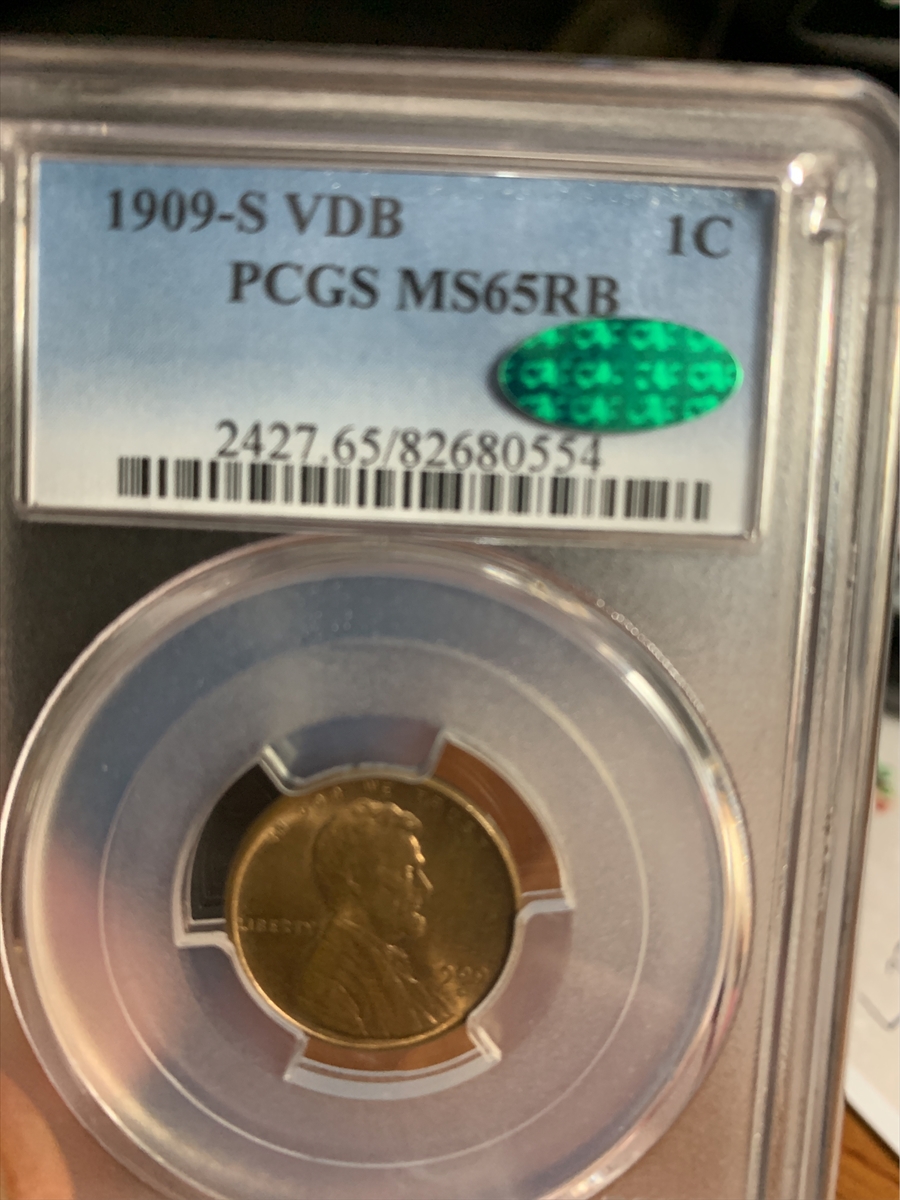 1909-S VDB 1C
PCGS MS65RB
2427.65/82680554
LIBERTY